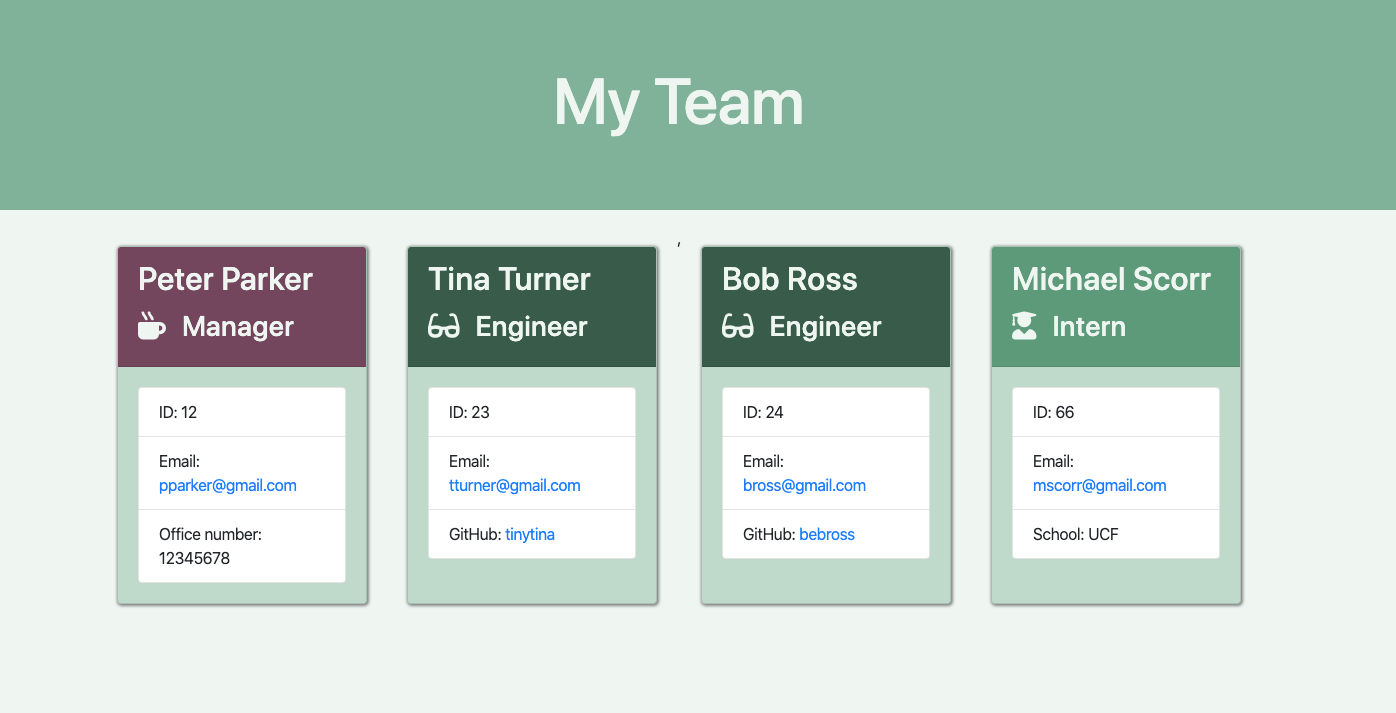 My Team
,
Peter Parker
Manager
ID: 12
Email:
pparker@gmail.com
Office number:
12345678
Tina Turner
Engineer
ID: 23
Email:
tturner@gmail.com
GitHub: tinytina
Bob Ross
Engineer
ID: 24
Email:
bross@gmail.com
GitHub: bebross
Michael Scorr
Intern
ID: 66
Email:
mscorr@gmail.com
School: UCF